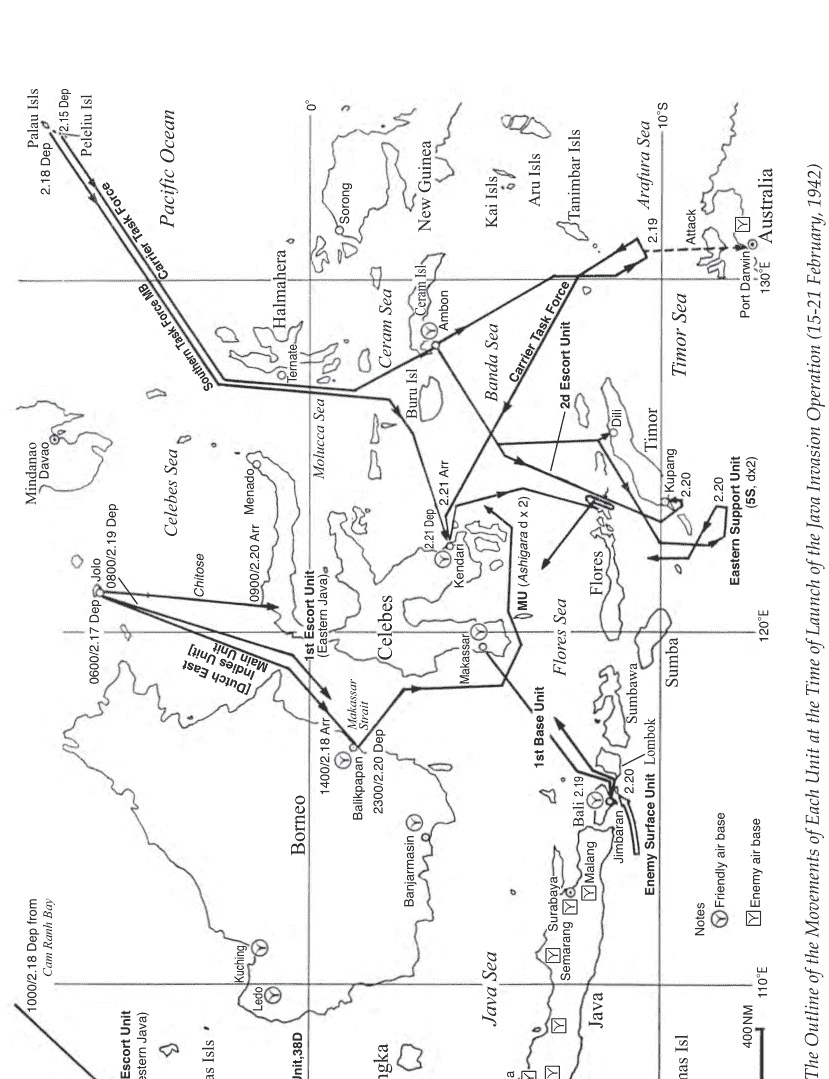 Palau Isls
2.18 Dep
2.15 Dep
Peleliu Isl
Pacific Ocean
Carrier Task Force
Southern Task Force MB
0°
Sorong
New Guinea
Kai Isls
Aru Isls
Tanimbar Isls
Arafura Sea
10°S
2.19
Attack
Port Darwin
Australia
130°E
Halmahera
Ternate
Ceram Sea
Ceram Isl
Ambon
Buru Isl
Banda Sea
Carrier Task Force
2d Escort Unit
Timor Sea
Mindanao
Davao
Celebes Sea
Molucca Sea
Menado
Dili
Timor
Kupang
2.20
2.20
Eastern Support Unit
(5S, dx2)
2.21 Arr
2.21 Dep
Kendari
Jolo
0800/2.19 Dep
0600/2.17 Dep
Chitose
0900/2.20 Arr
1st Escort Unit
(Eastern Java)
[Dutch East
Indies Unit]
Main Unit
Celebes
MU (Ashigara d x 2)
Flores
Flores Sea
Makassar
120°E
Sumba
Makassar
Strait
1400/2.18 Arr
Balikpapan
2300/2.20 Dep
1st Base Unit
Sumbawa
Lombok
Borneo
Banjarmasin
Bali
2.19
2.20
Jimbaran
Enemy Surface Unit
Surabaya
Malang
Semarang
Notes
Friendly air base
Enemy air base
1000/2.18 Dep from
Cam Ranh Bay
Kuching
Ledo
Java Sea
Java
110°E
400 NM
Escort Unit
estern Java)
as Isls
Unit,38D
ngka
a
mas Isl
The Outline of the Movements of Each Unit at the Time of Launch of the Java Invasion Operation (15-21 February, 1942)